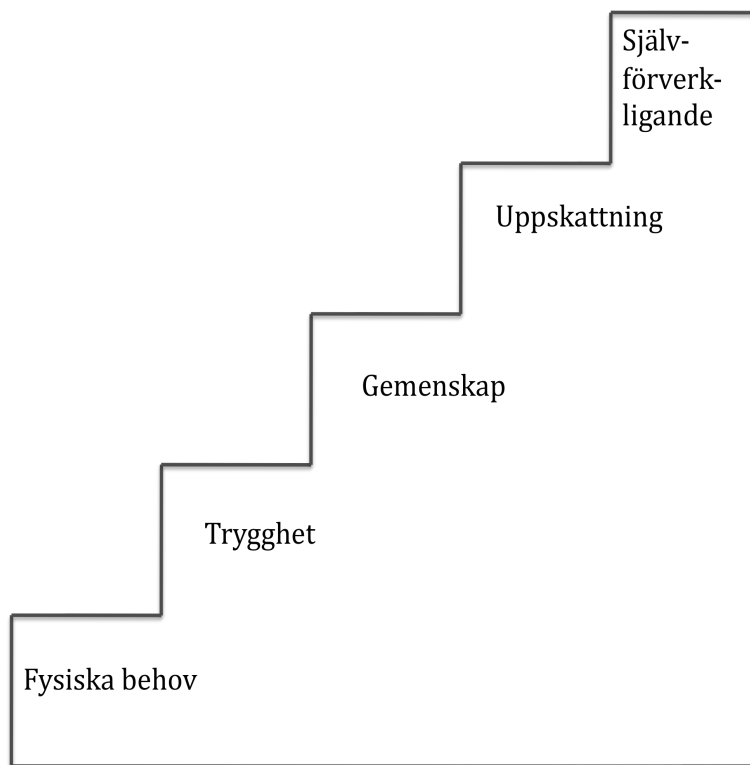 Själv-
förverk-
ligande
Uppskattning
Gemenskap
Trygghet
Fysiska behov